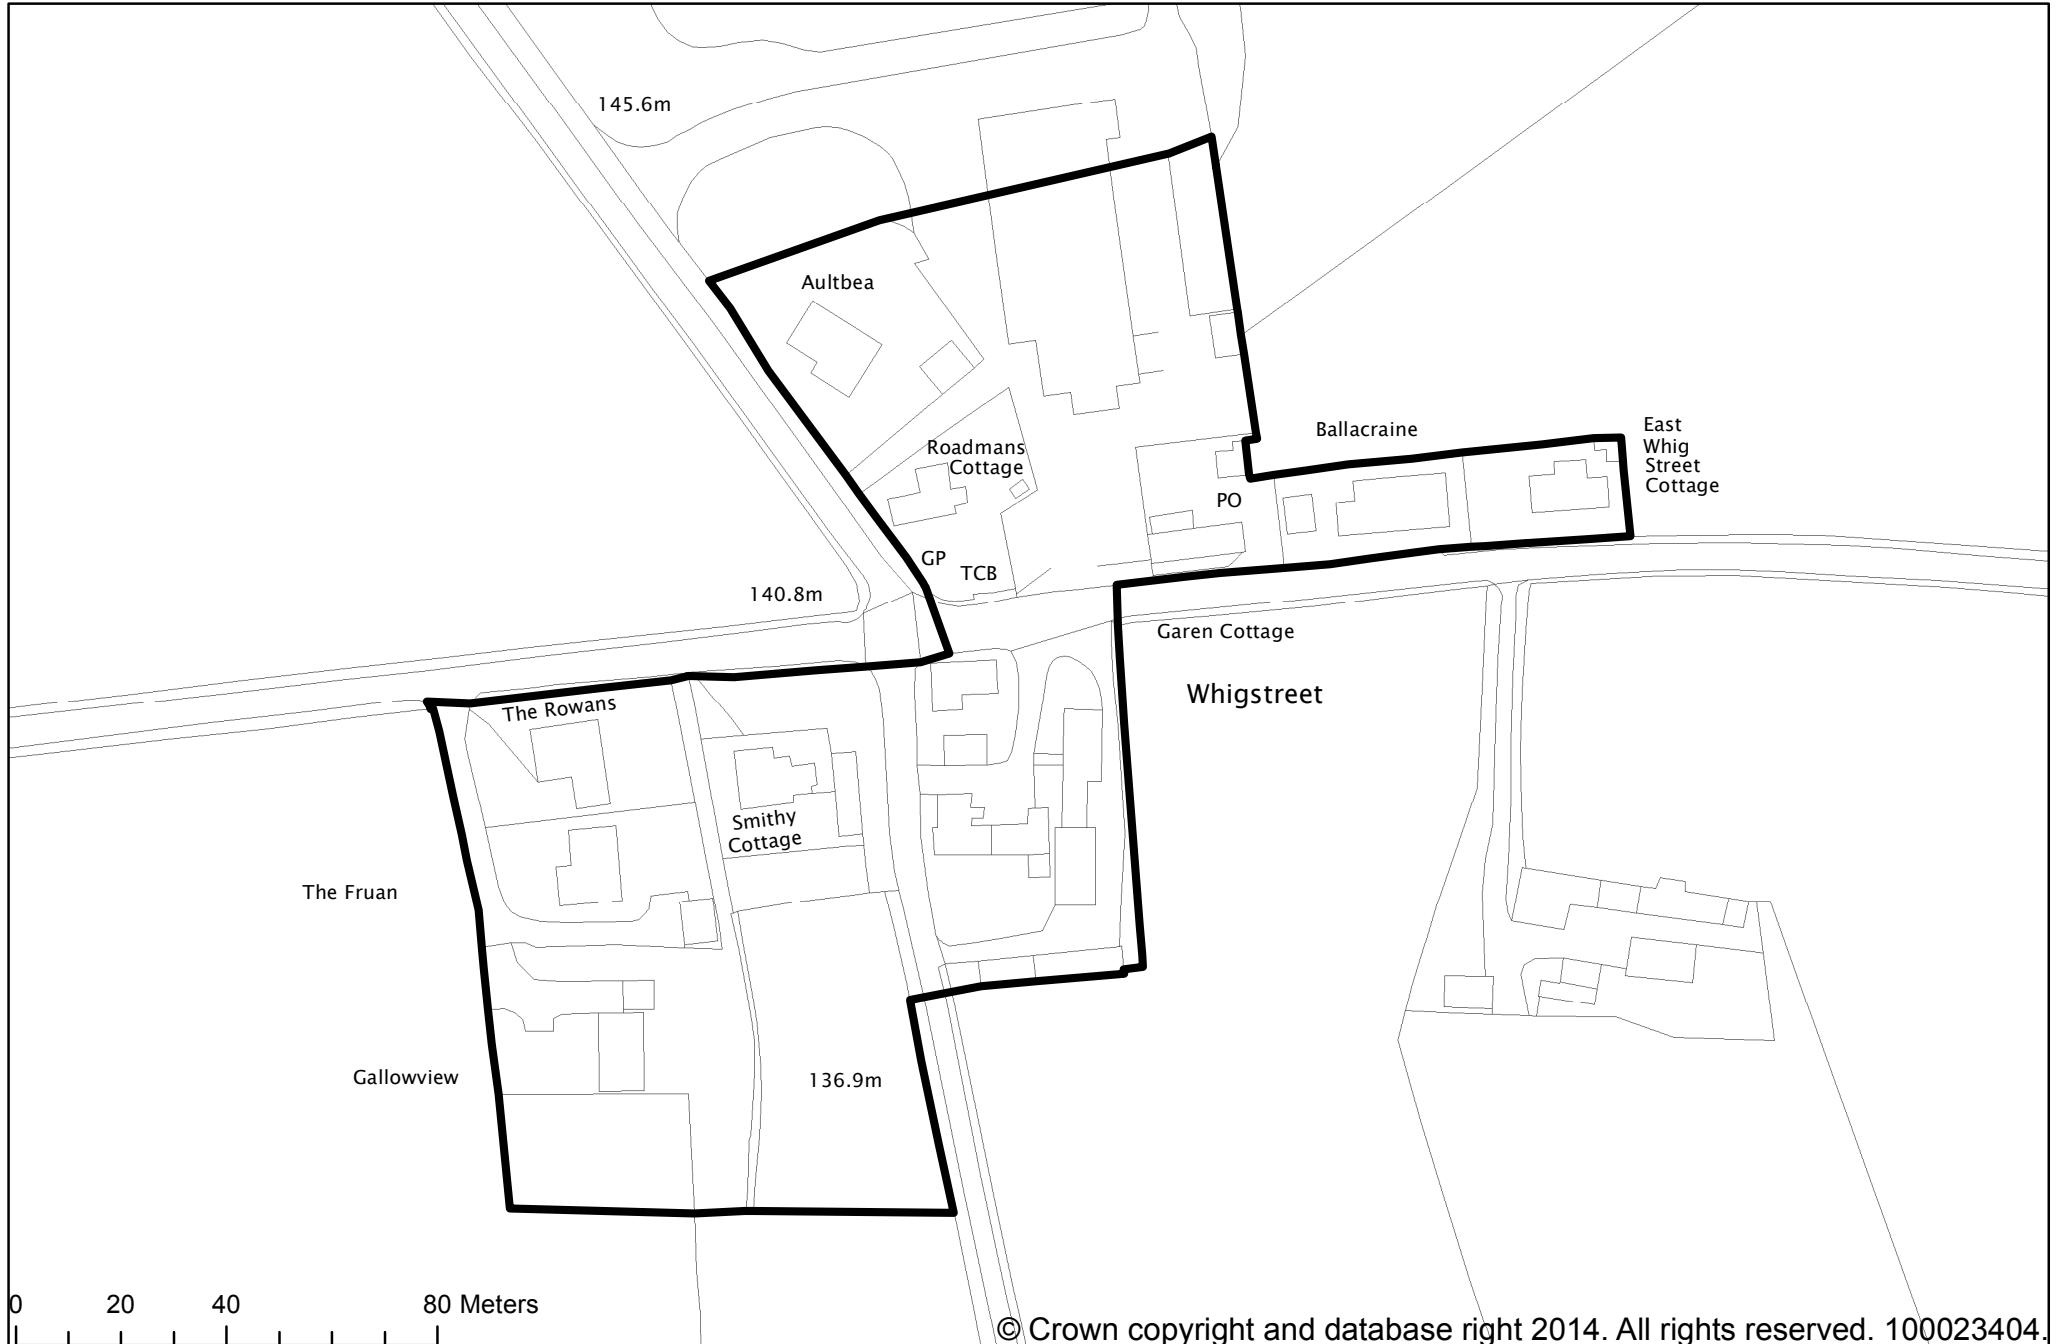 145.6m
Aultbea
Roadmans
Cottage
Ballacraine
East
Whig
Street
Cottage
PO
GP
TCB
140.8m
Garen Cottage
Whigstreet
The Rowans
Smithy
Cottage
The Fruan
Gallowview
136.9m
0 20 40 80 Meters
© Crown copyright and database right 2014. All rights reserved. 100023404.